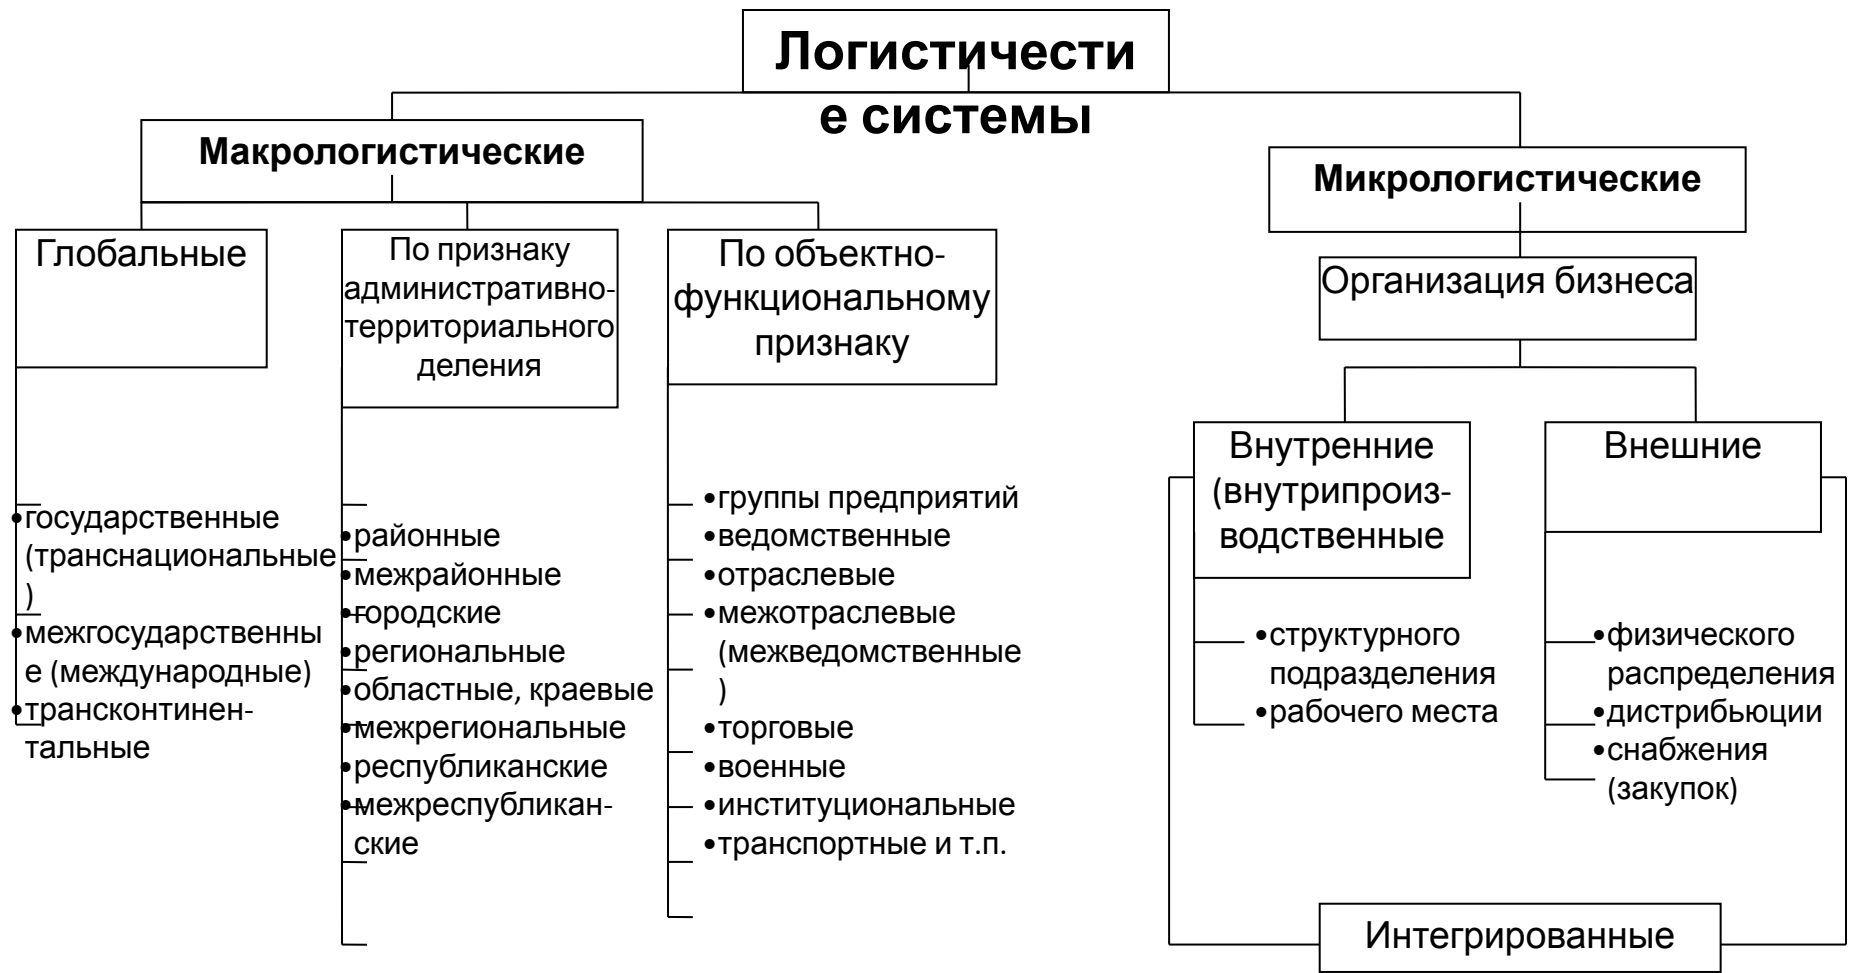 Логистичести
е системы
Макрологистические
Глобальные
•государственные
(транснациональные
)
•межгосударственны
е (международные)
•трансконтинен-
тальные
По признаку
административно-
территориального
деления
•районные
•межрайонные
•городские
•региональные
•областные, краевые
•межрегиональные
•республиканские
•межреспубликан-
ские
По объектно-
функциональному
признаку
•группы предприятий
•ведомственные
•отраслевые
•межотраслевые
(межведомственные
)
•торговые
•военные
•институциональные
•транспортные и т.п.
Микрологистические
Организация бизнеса
Внутренние
(внутрипроиз-
водственные
•структурного
подразделения
•рабочего места
Внешние
•физического
распределения
•дистрибьюции
•снабжения
(закупок)
Интегрированные